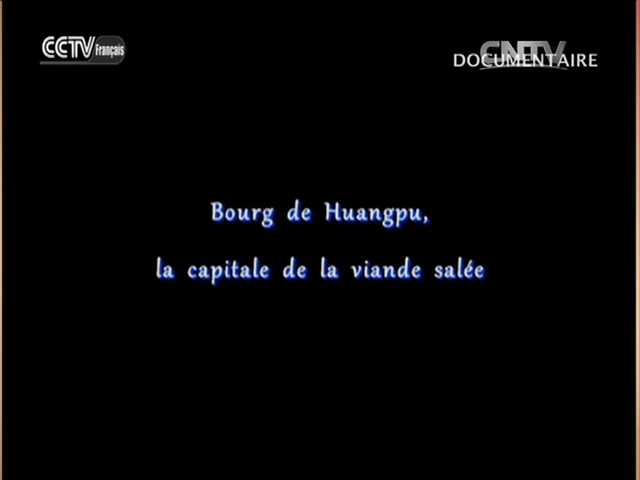 CCTV Français
CNTV
DOCUMENTAIRE
Bourg de Huangpu,
la capitale de la viande salée